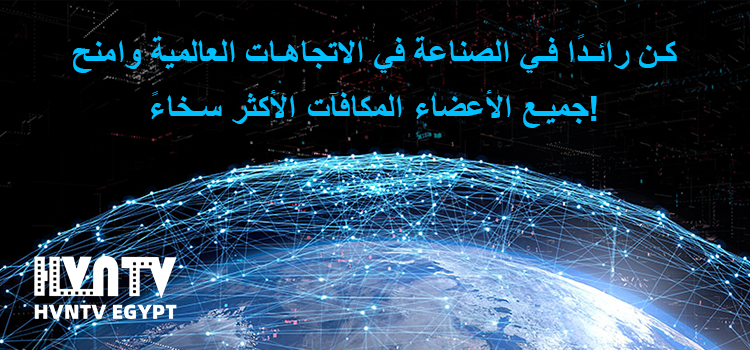 كن رائدًا في الصناعة في الاتجاهات العالمية وامنح
جميع الأعضاء المكافآت الأكثر سخاءً!
HVNTV
HVNTV EGYPT